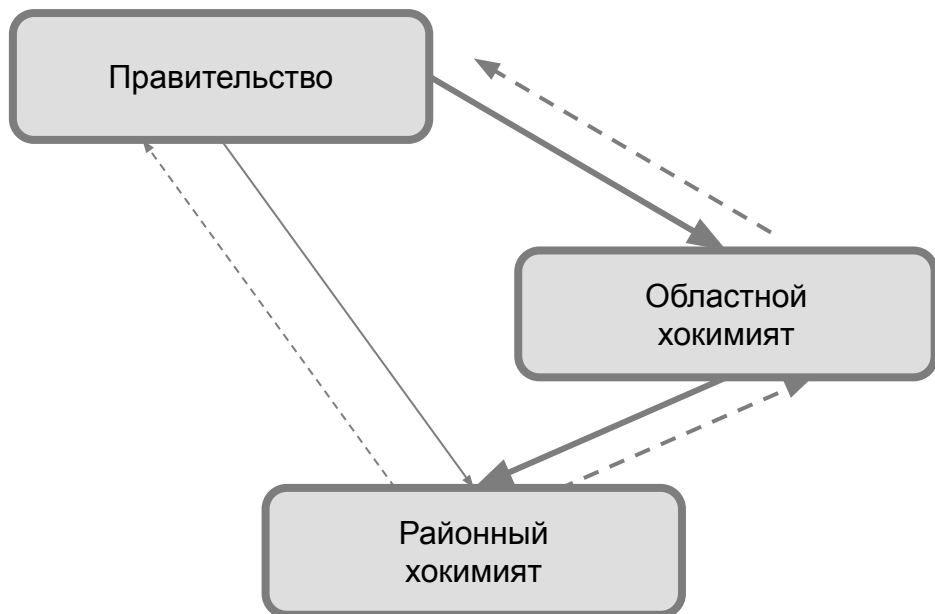 Правительство
Областной
хокимият
Районный
хокимият